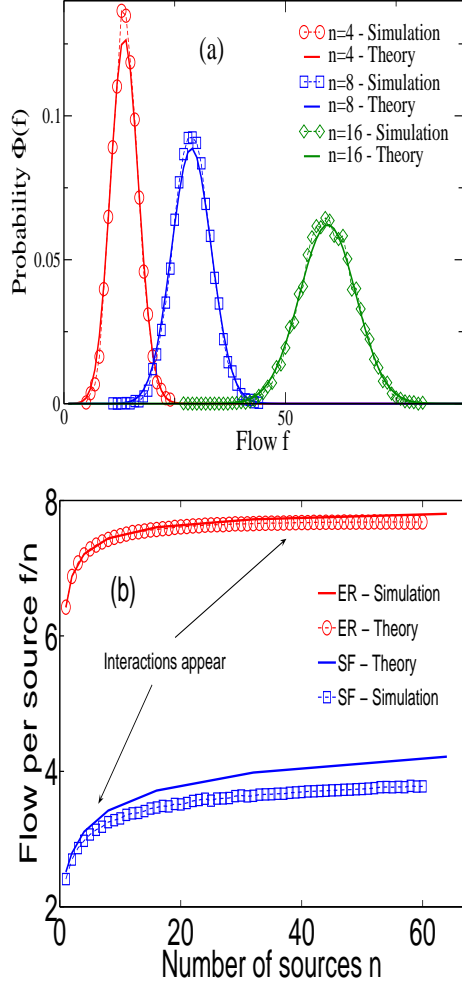 (a)
n=4 - Simulation
n=4 - Theory
n=8 - Simulation
n=8 - Theory
n=16 - Simulation
n=16 - Theory
Probability Φ(f)
0.1
0.05
0
0
50
Flow f
8
6
4
2
Flow per source f/n
(b)
ER – Simulation
ER – Theory
SF – Theory
SF – Simulation
Interactions appear
0
20
40
60
Number of sources n